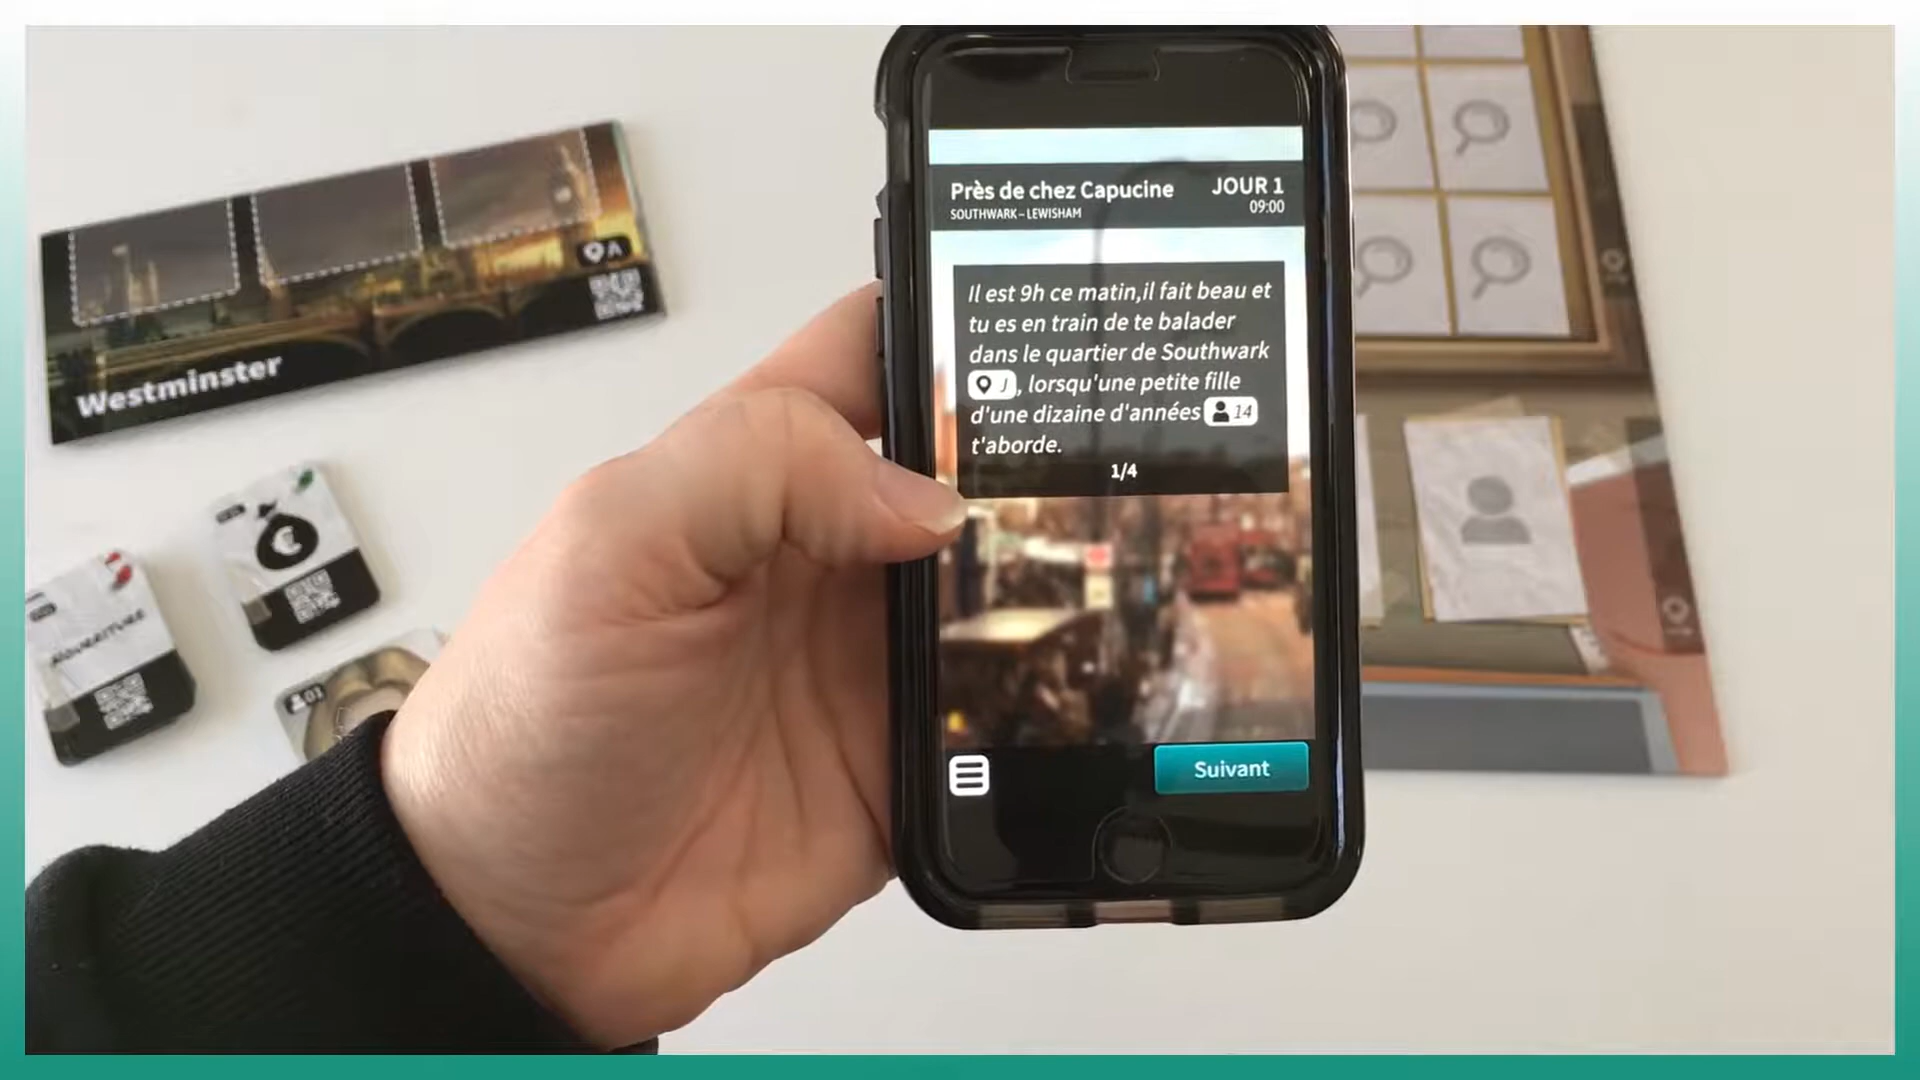 Près de chez Capucine
JOUR 1
SOUTHWARK – LEWISHAM
09:00
Il est 9h ce matin,il fait beau et
tu es en train de te balader
dans le quartier de Southwark
J, lorsqu'une petite fille
d'une dizaine d'années 14
t'aborde.
1/4
Suivant
A
Westminster
01